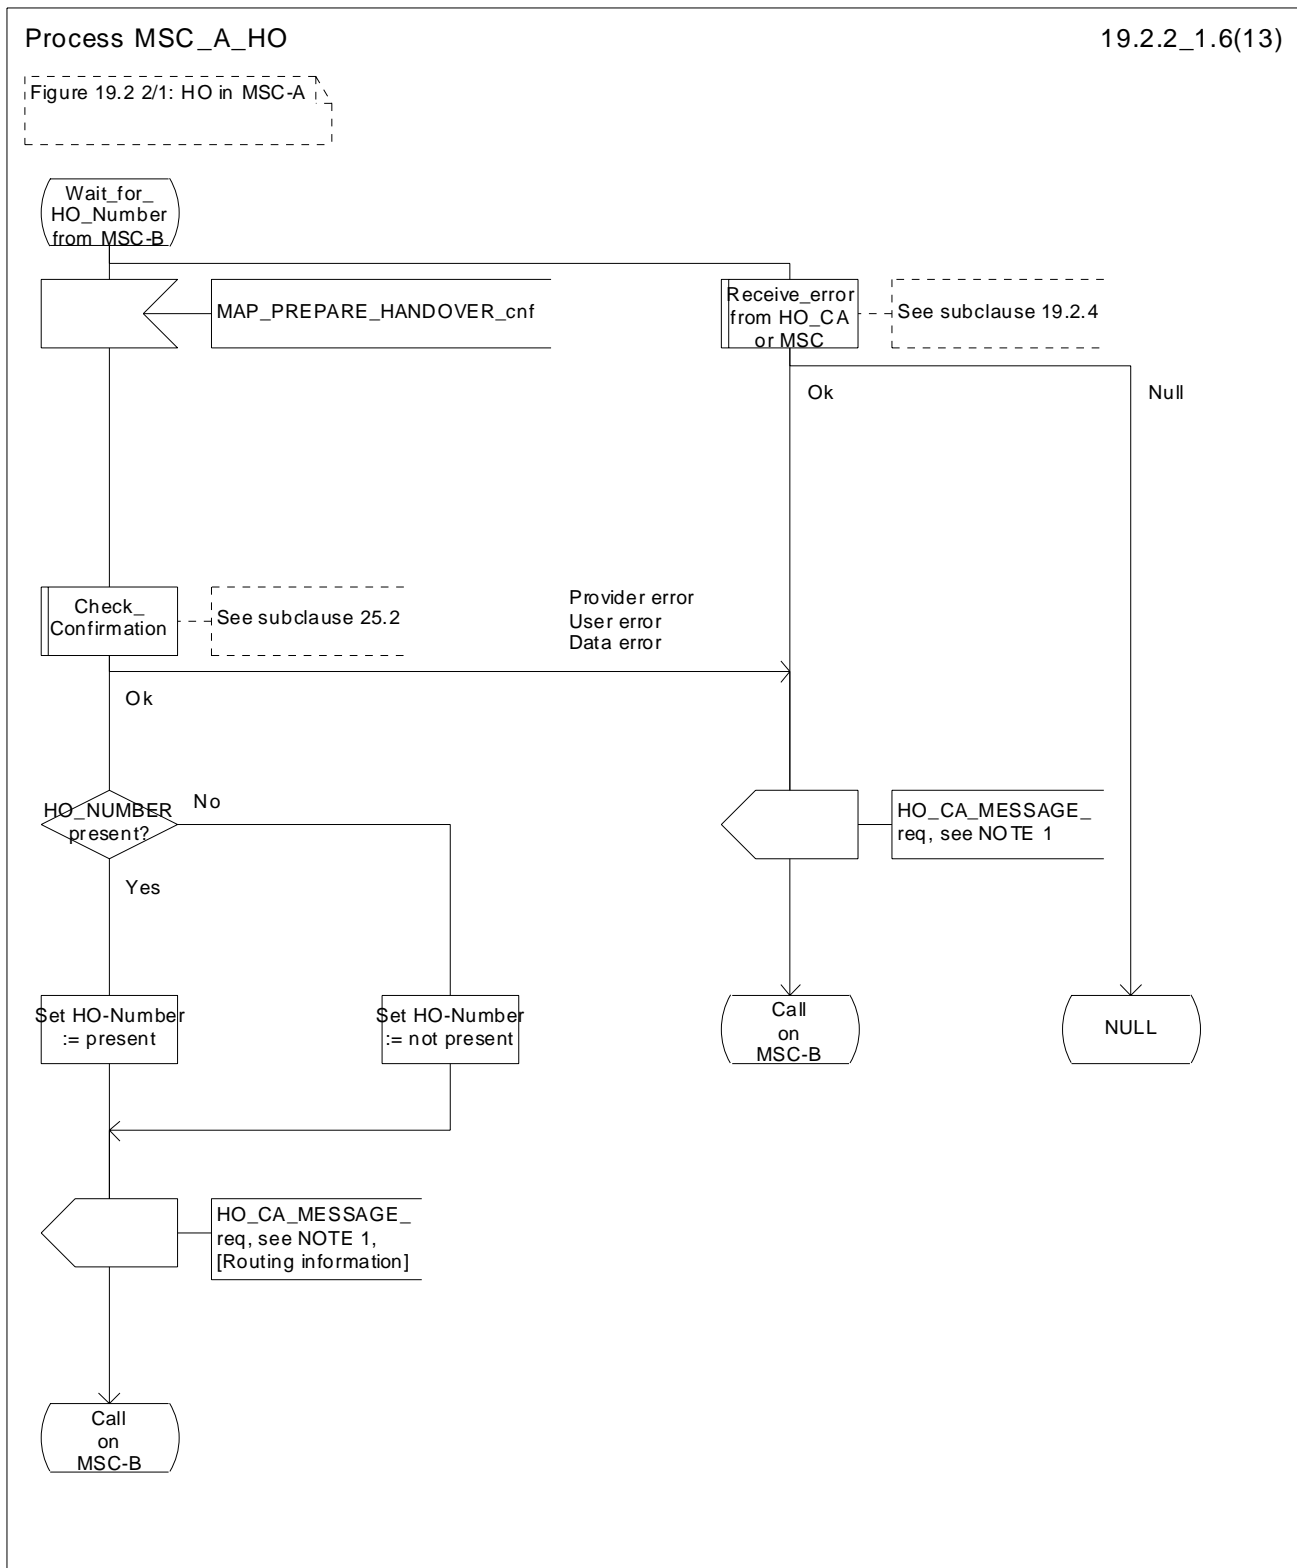 Process MSC_A_HO
19.2.2_1.6(13)
Figure 19.2 2/1: HO in MSC-A
Wait_for_
HO_Number
from MSC-B
MAP_PREPARE_HANDOVER_cnf
Receive_error
from HO_CA
or MSC
See subclause 19.2.4
Ok
Null
Check_
Confirmation
See subclause 25.2
Provider error
User error
Data error
Ok
HO_NUMBER
present?
No
Yes
HO_CA_MESSAGE_
req, see NOTE 1
Set HO-Number
:= present
Set HO-Number
:= not present
Call
on
MSC-B
NULL
HO_CA_MESSAGE_
req, see NOTE 1,
[Routing information]
Call
on
MSC-B